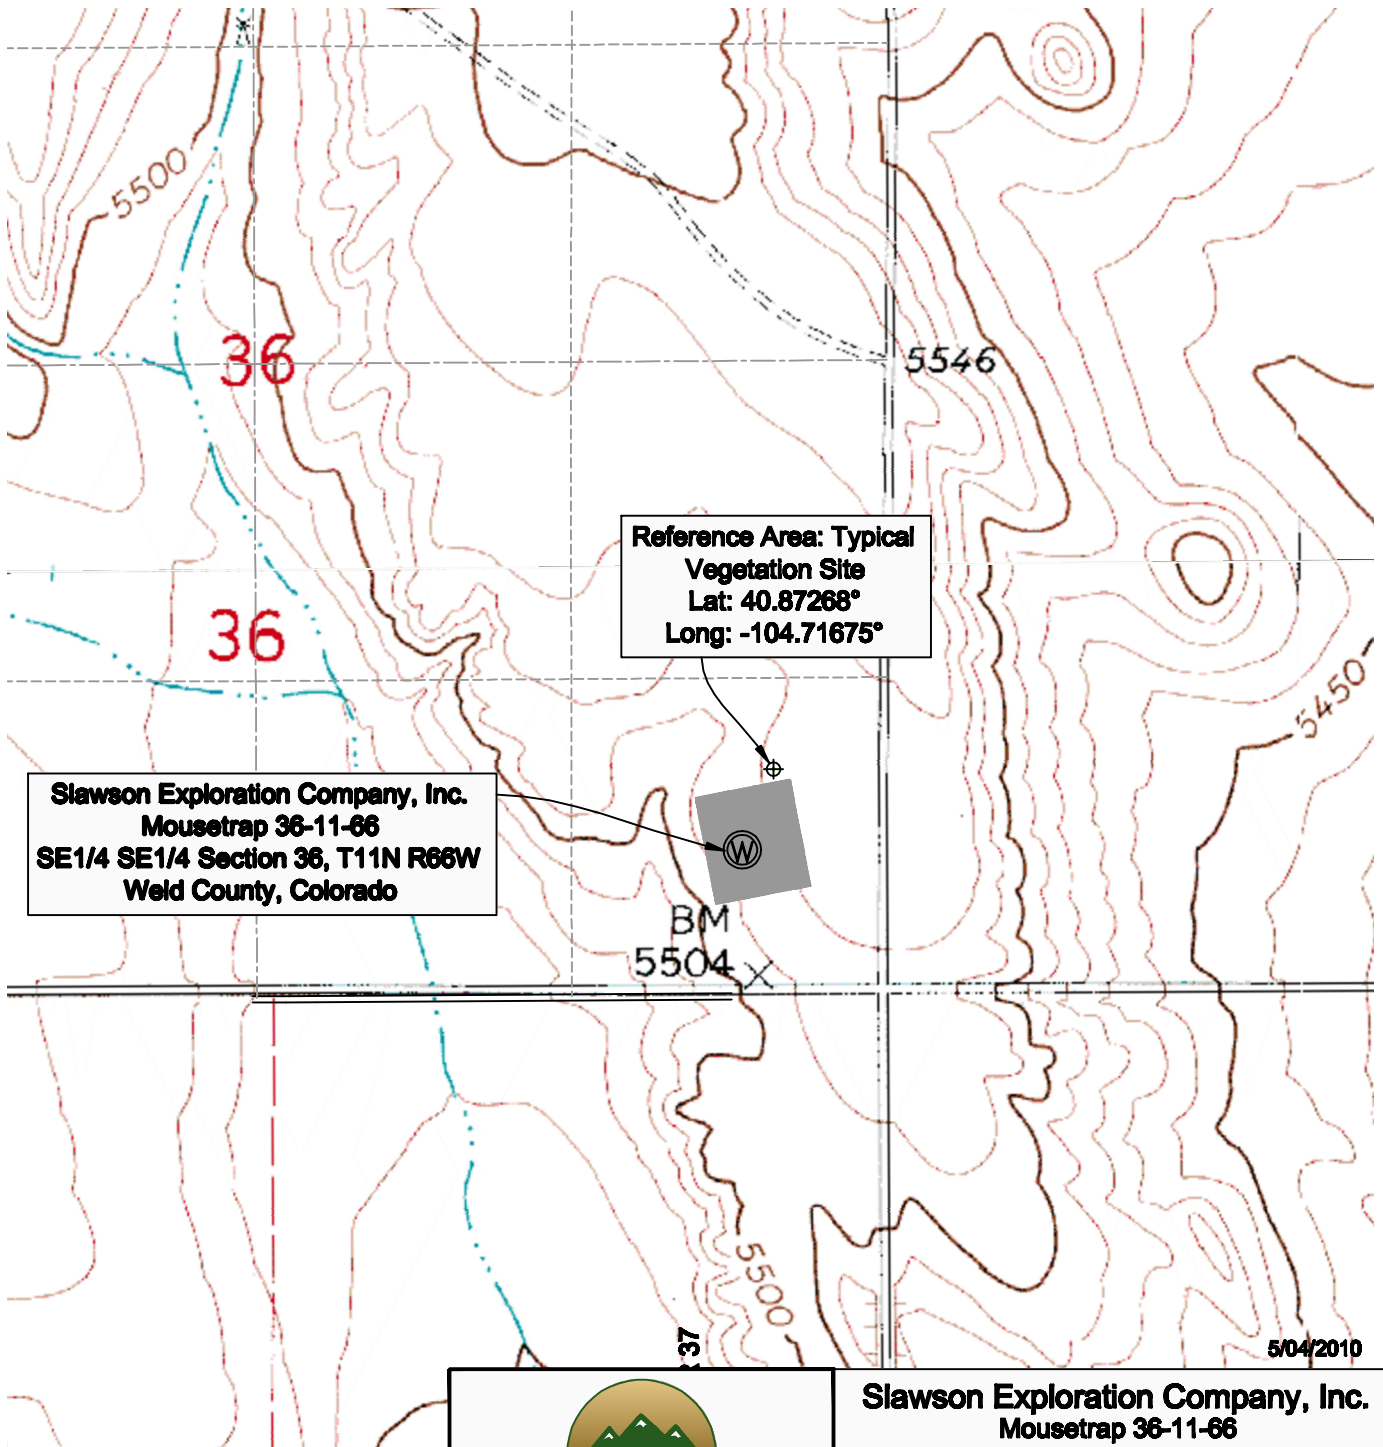 5500
36
5546
Reference Area: Typical
Vegetation Site
Lat: 40.87268°
Long: -104.71675°
36
5450
Slawson Exploration Company, Inc.
Mousetrap 36-11-66
SE1/4 SE1/4 Section 36, T11N R66W
Weld County, Colorado
W
BM
5504
5500
37
5/04/2010
Slawson Exploration Company, Inc.
Mousetrap 36-11-66